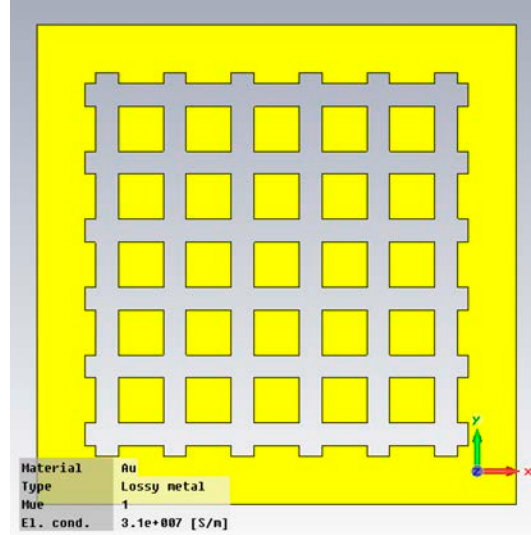 Y
x
Material Au
Type Lossy metal
Mue 1
El. cond. 3.1e+007 [S/m]